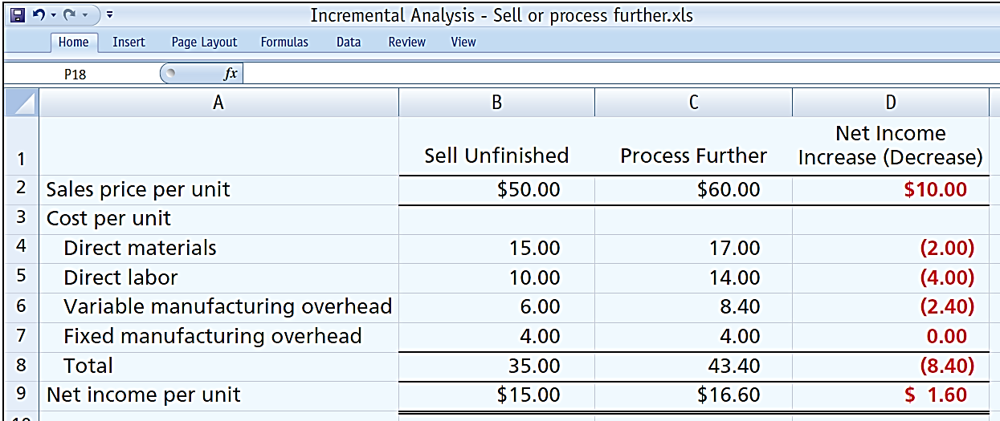 Incremental Analysis - Sell or process further.xls
Home Insert Page Layout Formulas Data Review View
P18 fx
A B C D
Net Income
1 Sell Unfinished Process Further Increase (Decrease)
2 Sales price per unit $50.00 $60.00 $10.00
3 Cost per unit
4 Direct materials 15.00 17.00 (2.00)
5 Direct labor 10.00 14.00 (4.00)
6 Variable manufacturing overhead 6.00 8.40 (2.40)
7 Fixed manufacturing overhead 4.00 4.00 0.00
8 Total 35.00 43.40 (8.40)
9 Net income per unit $15.00 $16.60 $ 1.60